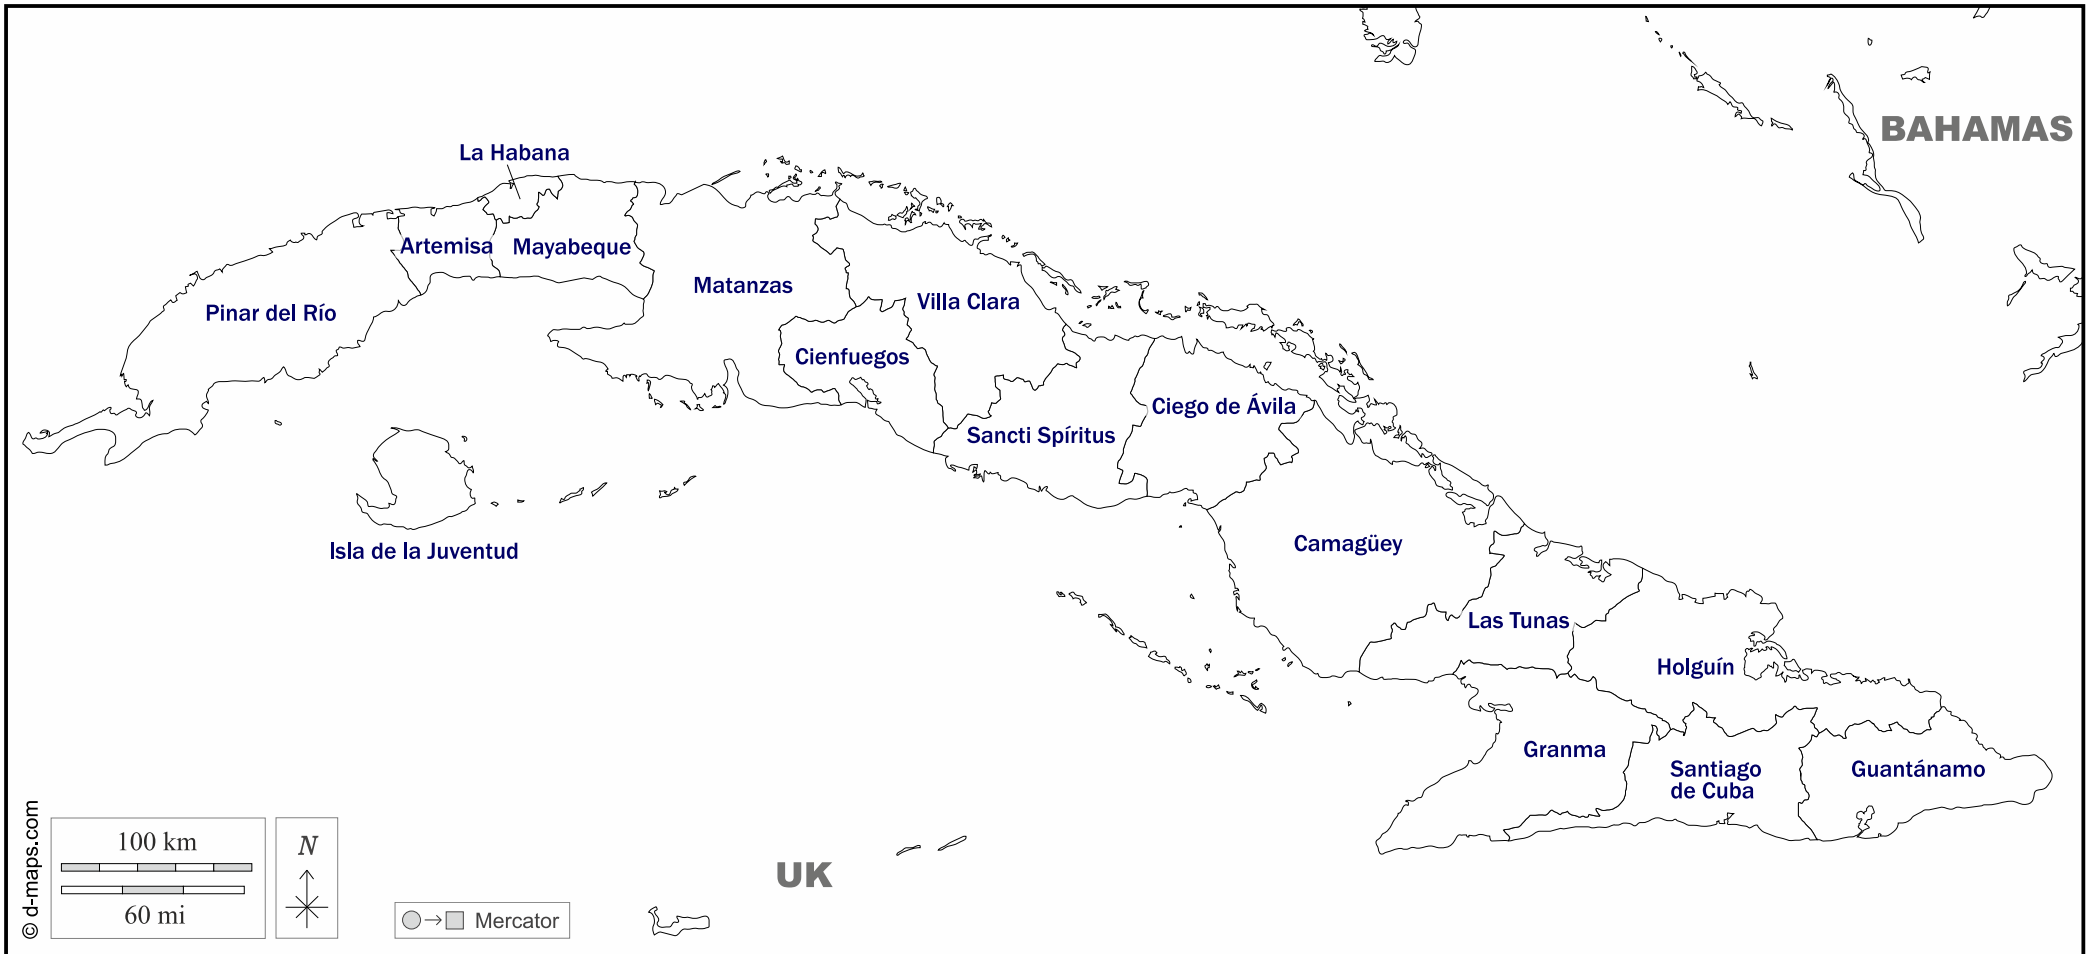 BAHAMAS
La Habana
Artemisa
Mayabeque
Pinar del Río
Matanzas
Villa Clara
Cienfuegos
Ciego de Ávila
Sancti Spíritus
Isla de la Juventud
Camagüey
Las Tunas
Holguín
Granma
Santiago
de Cuba
Guantánamo
UK
© d-maps.com
100 km
60 mi
N
Mercator